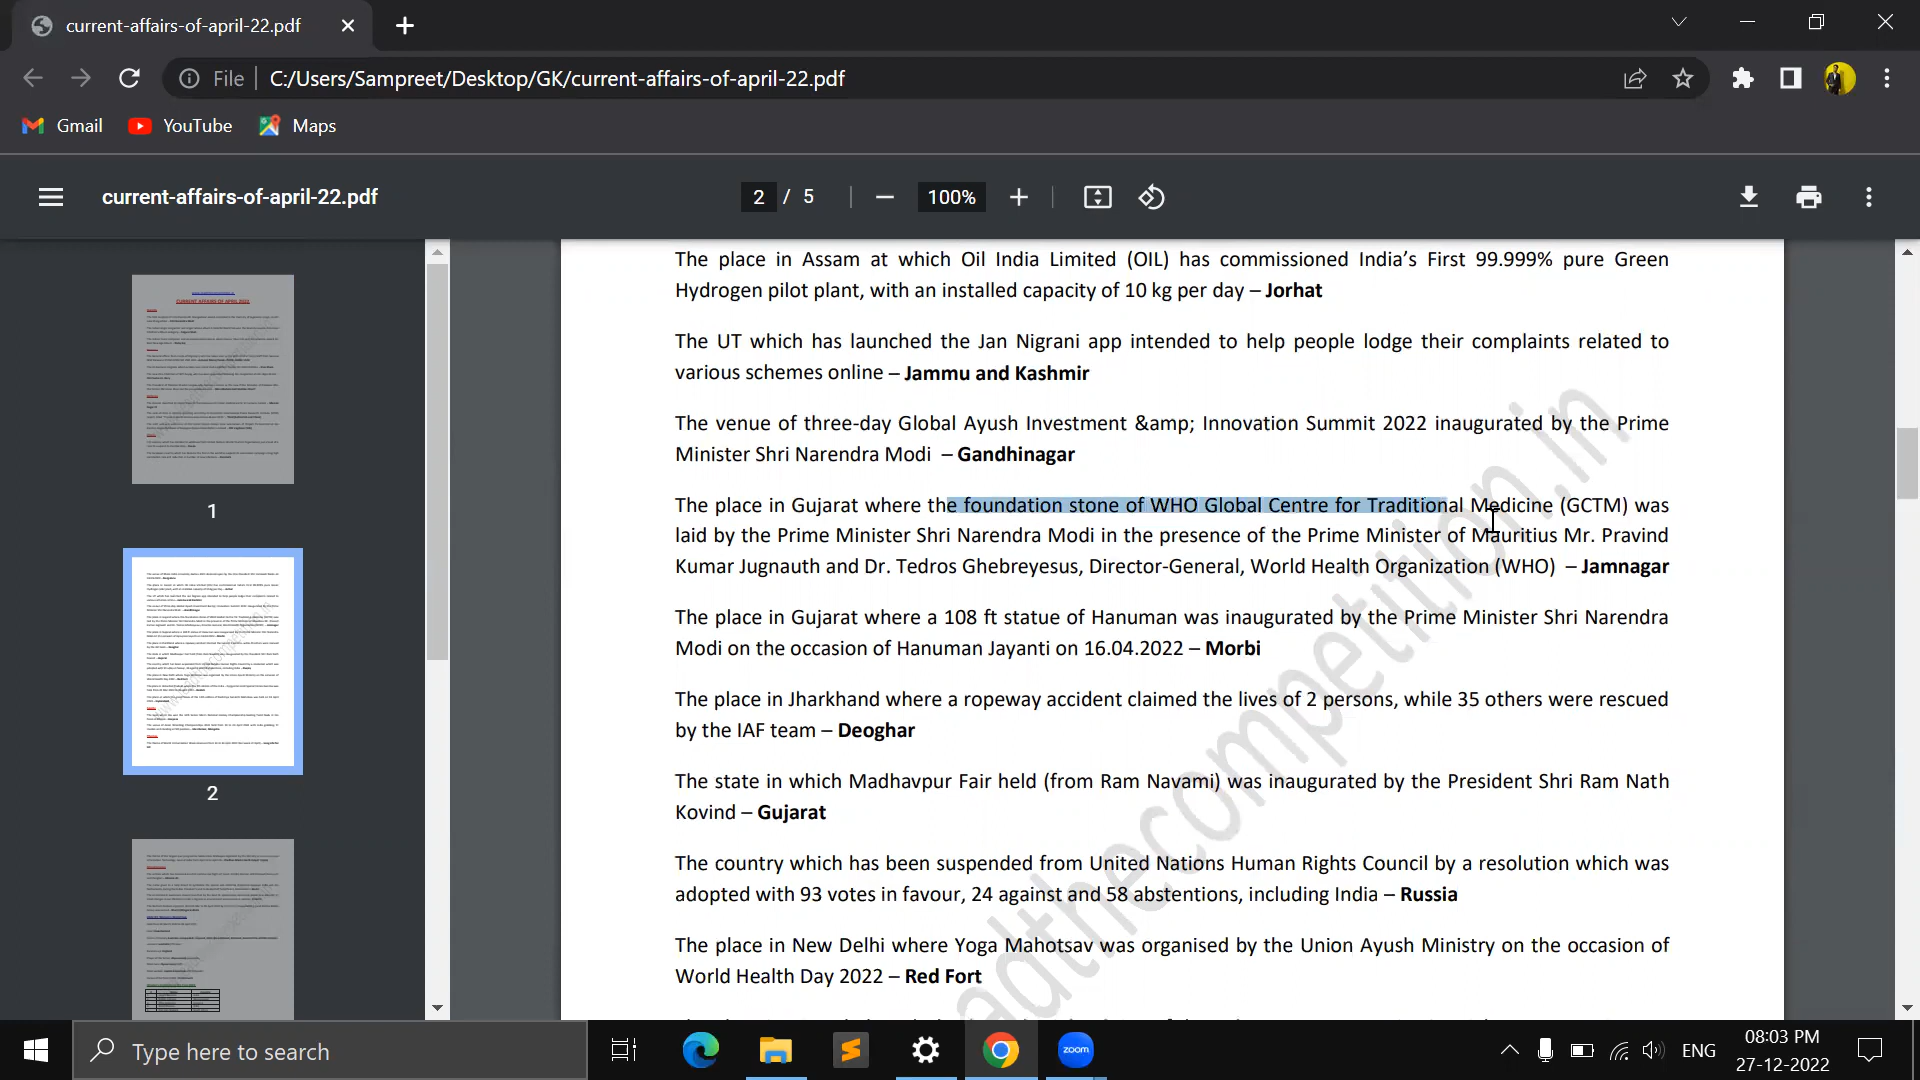 current-affairs-of-april-22.pdf
File
C:/Users/Sampreet/Desktop/GK/current-affairs-of-april-22.pdf
Gmail YouTube Maps
current-affairs-of-april-22.pdf
2 / 5
100%
1
2
The place in Assam at which Oil India Limited (OIL) has commissioned India’s First 99.999% pure Green
Hydrogen pilot plant, with an installed capacity of 10 kg per day – Jorhat
The UT which has launched the Jan Nigrani app intended to help people lodge their complaints related to
various schemes online – Jammu and Kashmir
The venue of three-day Global Ayush Investment &amp; Innovation Summit 2022 inaugurated by the Prime
Minister Shri Narendra Modi – Gandhinagar
The place in Gujarat where the foundation stone of WHO Global Centre for Traditional Medicine (GCTM) was
laid by the Prime Minister Shri Narendra Modi in the presence of the Prime Minister of Mauritius Mr. Pravind
Kumar Jugnauth and Dr. Tedros Ghebreyesus, Director-General, World Health Organization (WHO) – Jamnagar
The place in Gujarat where a 108 ft statue of Hanuman was inaugurated by the Prime Minister Shri Narendra
Modi on the occasion of Hanuman Jayanti on 16.04.2022 – Morbi
The place in Jharkhand where a ropeway accident claimed the lives of 2 persons, while 35 others were rescued
by the IAF team – Deoghar
The state in which Madhavpur Fair held (from Ram Navami) was inaugurated by the President Shri Ram Nath
Kovind – Gujarat
The country which has been suspended from United Nations Human Rights Council by a resolution which was
adopted with 93 votes in favour, 24 against and 58 abstentions, including India – Russia
The place in New Delhi where Yoga Mahotsav was organised by the Union Ayush Ministry on the occasion of
World Health Day 2022 – Red Fort
adthecompetition.in
Type here to search
zoom
ENG
08:03 PM
27-12-2022